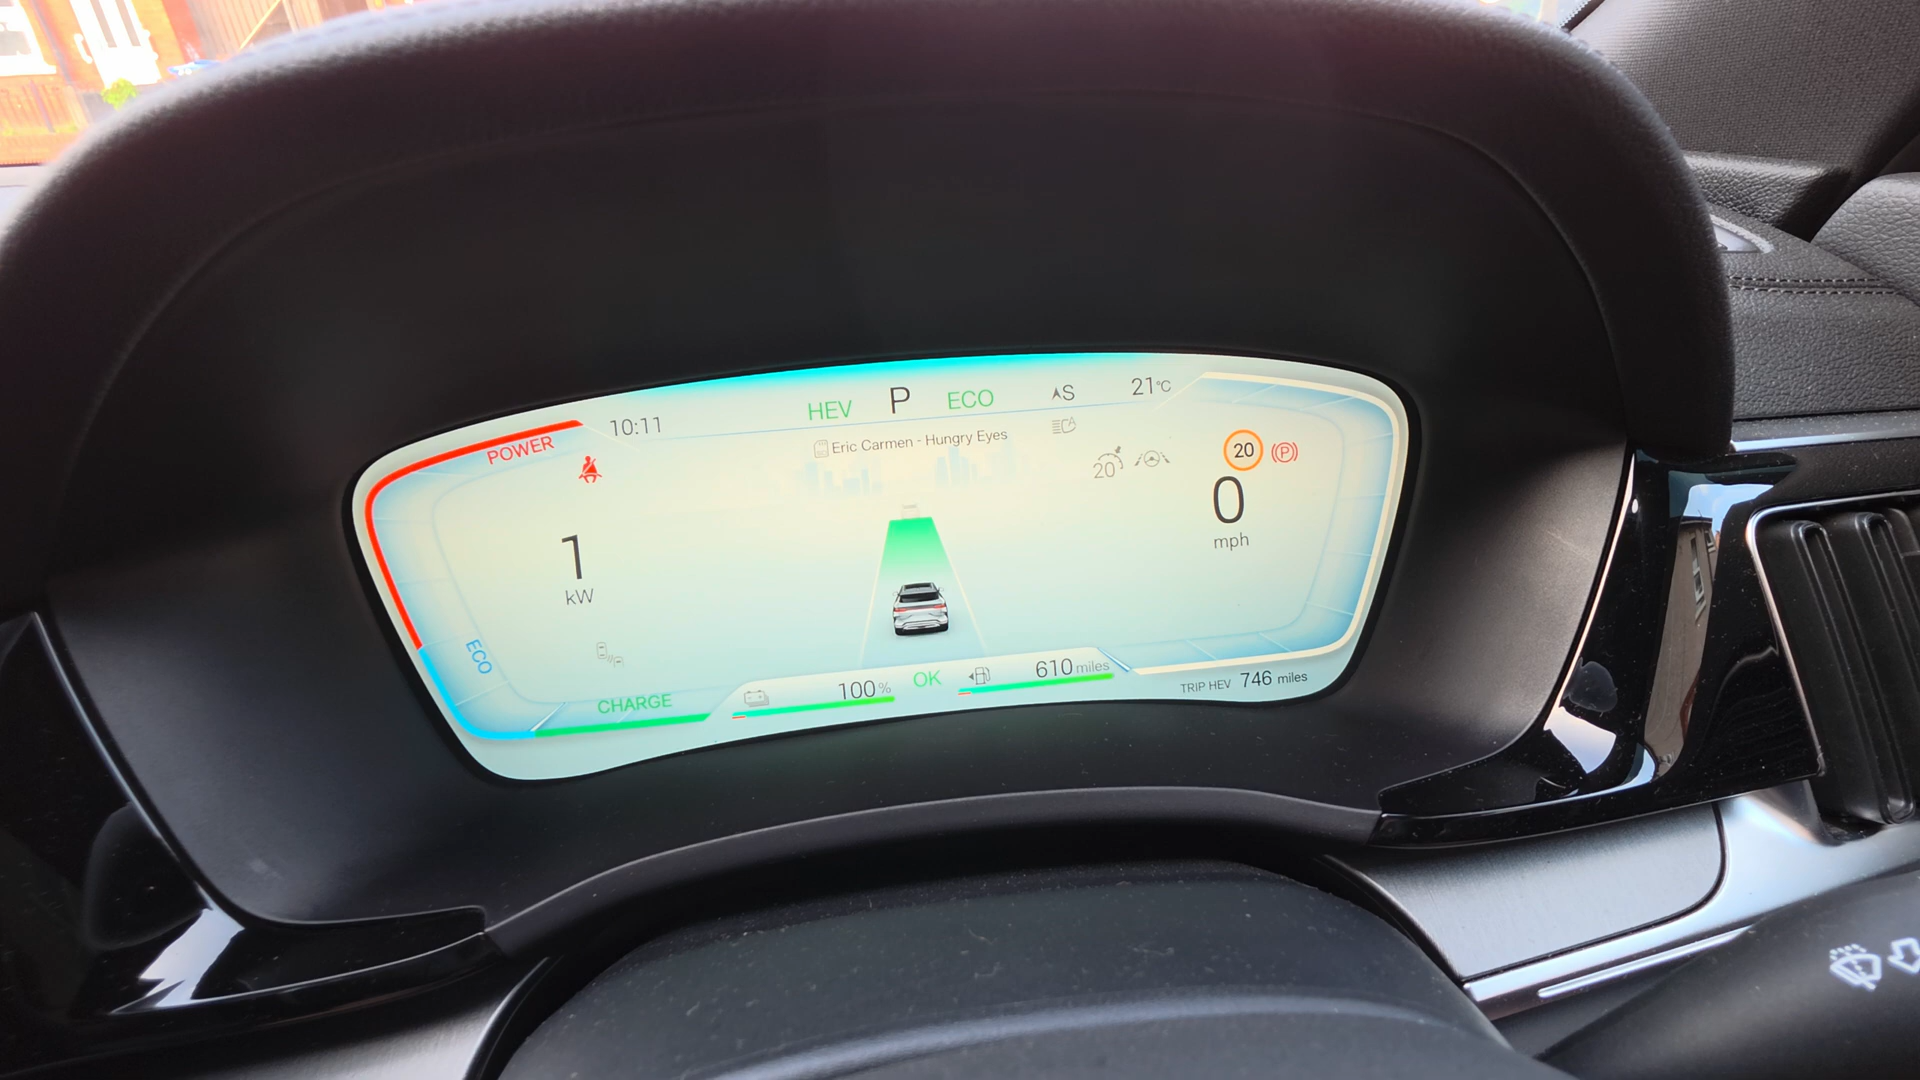 10:11
HEV P ECO S 21°C
POWER
Eric Carmen - Hungry Eyes
A
20
20 P
0
mph
1
kW
ECO
CHARGE
100%
OK
610 miles
TRIP HEV 746 miles